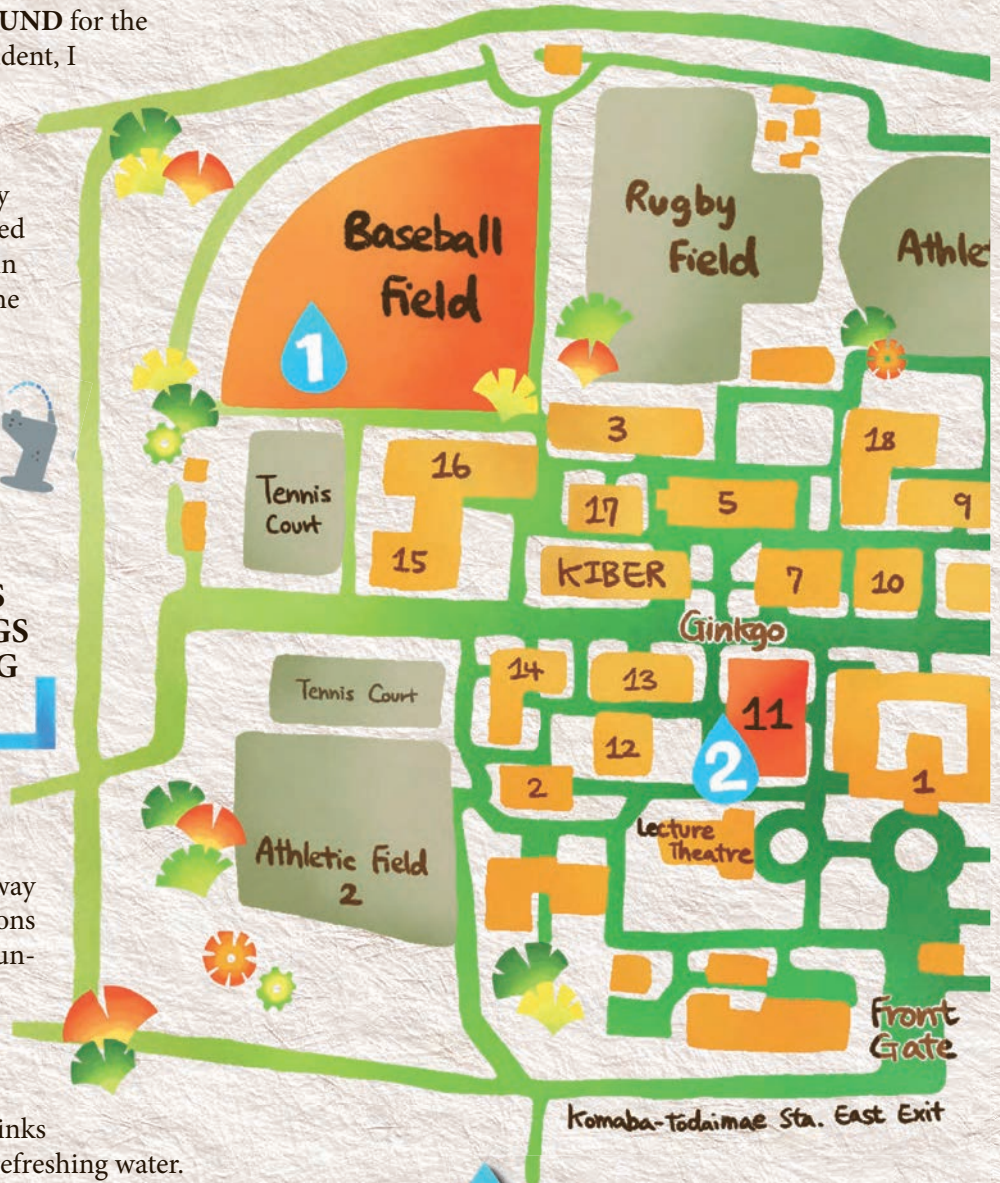 UND for the
dent, I
y
ed
n
ne
S
GS
G
way
ons
un-
inks
efreshing water.
Baseball
Field
1
Rugby
Field
Athle
3
18
16
Tennis
Court
17
5
9
15
KIBER
7
10
Ginkgo
14
13
11
Tennis Court
12
2
2
1
Lecture
Theatre
Athletic Field
2
Front
Gate
Komaba-Todaimae Sta. East Exit